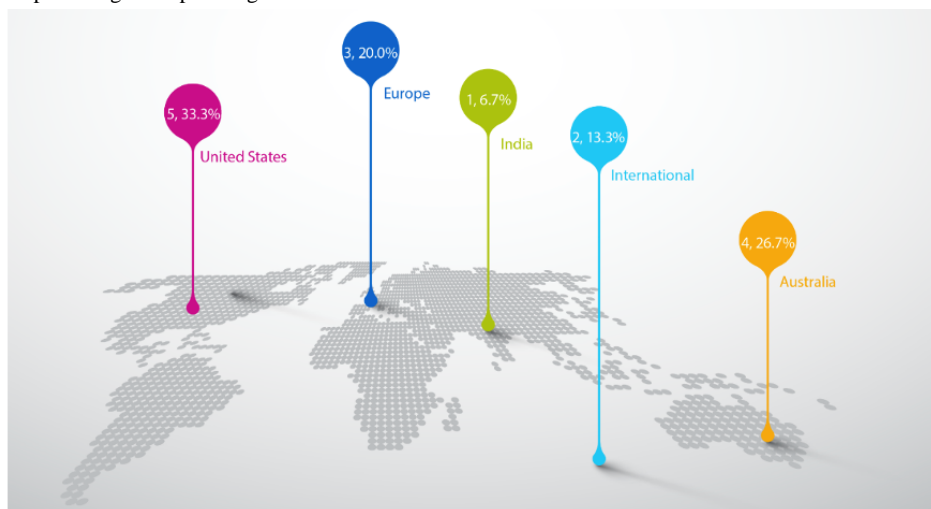 3, 20.0%
Europe
5, 33.3%
United States
1, 6.7%
India
2, 13.3%
International
4, 26.7%
Australia